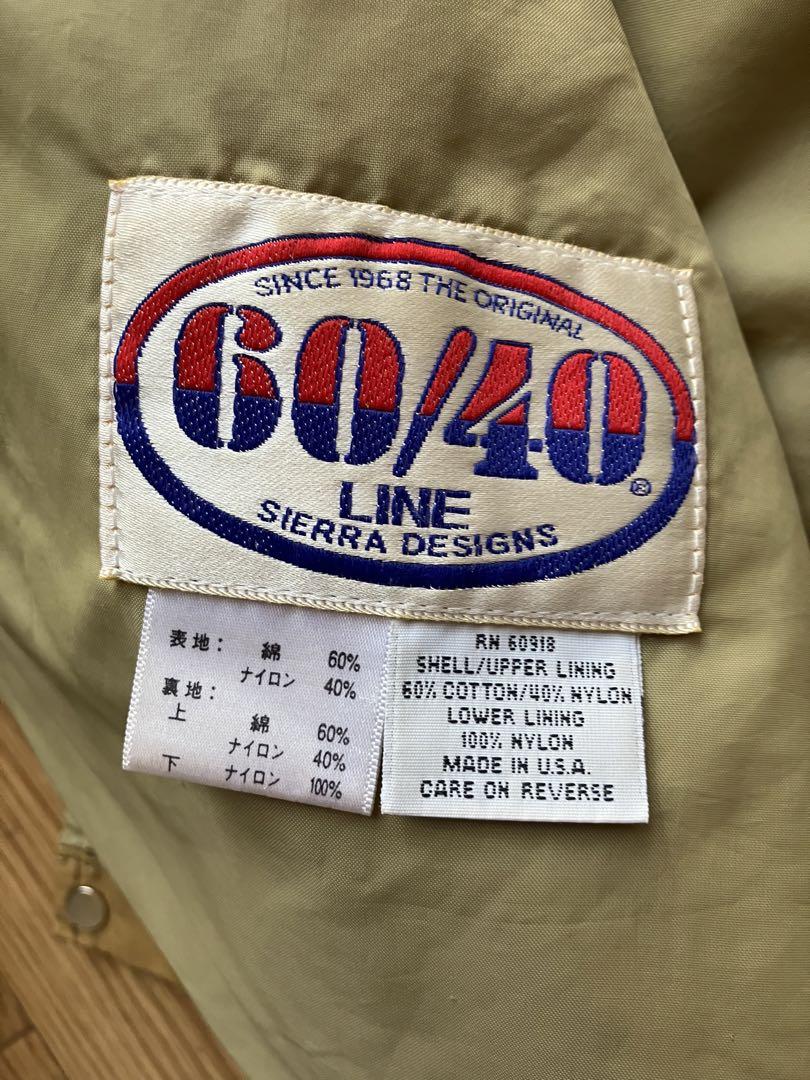 SINCE 1968 THE ORIGINAL
60/40®
LINE
SIERRA DESIGNS
表地: 綿 60%
ナイロン 40%
裏地:
上 綿 60%
ナイロン 40%
下 ナイロン 100%
RN 60918
SHELL/UPPER LINING
60% COTTON/40% NYLON
LOWER LINING
100% NYLON
MADE IN U.S.A.
CARE ON REVERSE